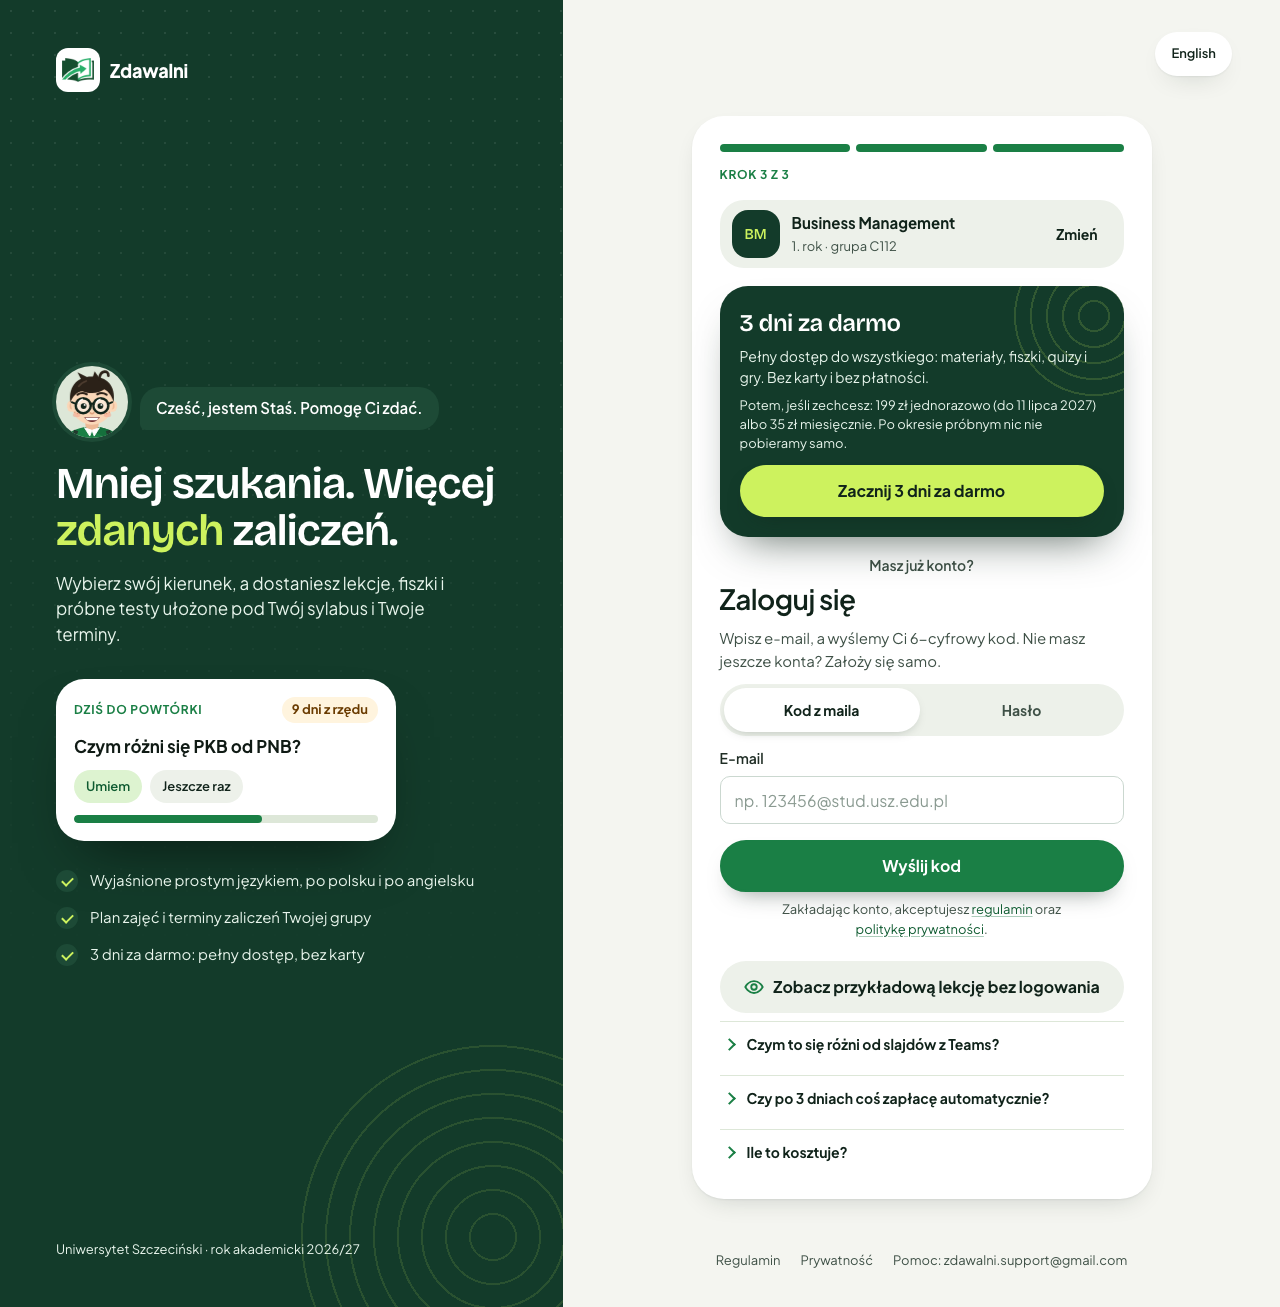 Zdawalni
Cześć, jestem Staś. Pomogę Ci zdać.
Mniej szukania. Więcej
zdanych zaliczeń.
Wybierz swój kierunek, a dostaniesz lekcje, fiszki i
próbne testy ułożone pod Twój sylabus i Twoje
terminy.
DZIŚ DO POWTÓRKI
9 dni z rzędu
Czym różni się PKB od PNB?
Umiem
Jeszcze raz
Wyjaśnione prostym językiem, po polsku i po angielsku
Plan zajęć i terminy zaliczeń Twojej grupy
3 dni za darmo: pełny dostęp, bez karty
Uniwersytet Szczeciński · rok akademicki 2026/27
English
KROK 3 Z 3
BM
Business Management
1. rok · grupa C112
Zmień
3 dni za darmo
Pełny dostęp do wszystkiego: materiały, fiszki, quizy i
gry. Bez karty i bez płatności.
Potem, jeśli zechcesz: 199 zł jednorazowo (do 11 lipca 2027)
albo 35 zł miesięcznie. Po okresie próbnym nic nie
pobieramy samo.
Zacznij 3 dni za darmo
Masz już konto?
Zaloguj się
Wpisz e-mail, a wyślemy Ci 6-cyfrowy kod. Nie masz
jeszcze konta? Założy się samo.
Kod z maila
Hasło
E-mail
np. 123456@stud.usz.edu.pl
Wyślij kod
Zakładając konto, akceptujesz regulamin oraz
politykę prywatności.
Zobacz przykładową lekcję bez logowania
Czym to się różni od slajdów z Teams?
Czy po 3 dniach coś zapłacę automatycznie?
Ile to kosztuje?
Regulamin
Prywatność
Pomoc: zdawalni.support@gmail.com